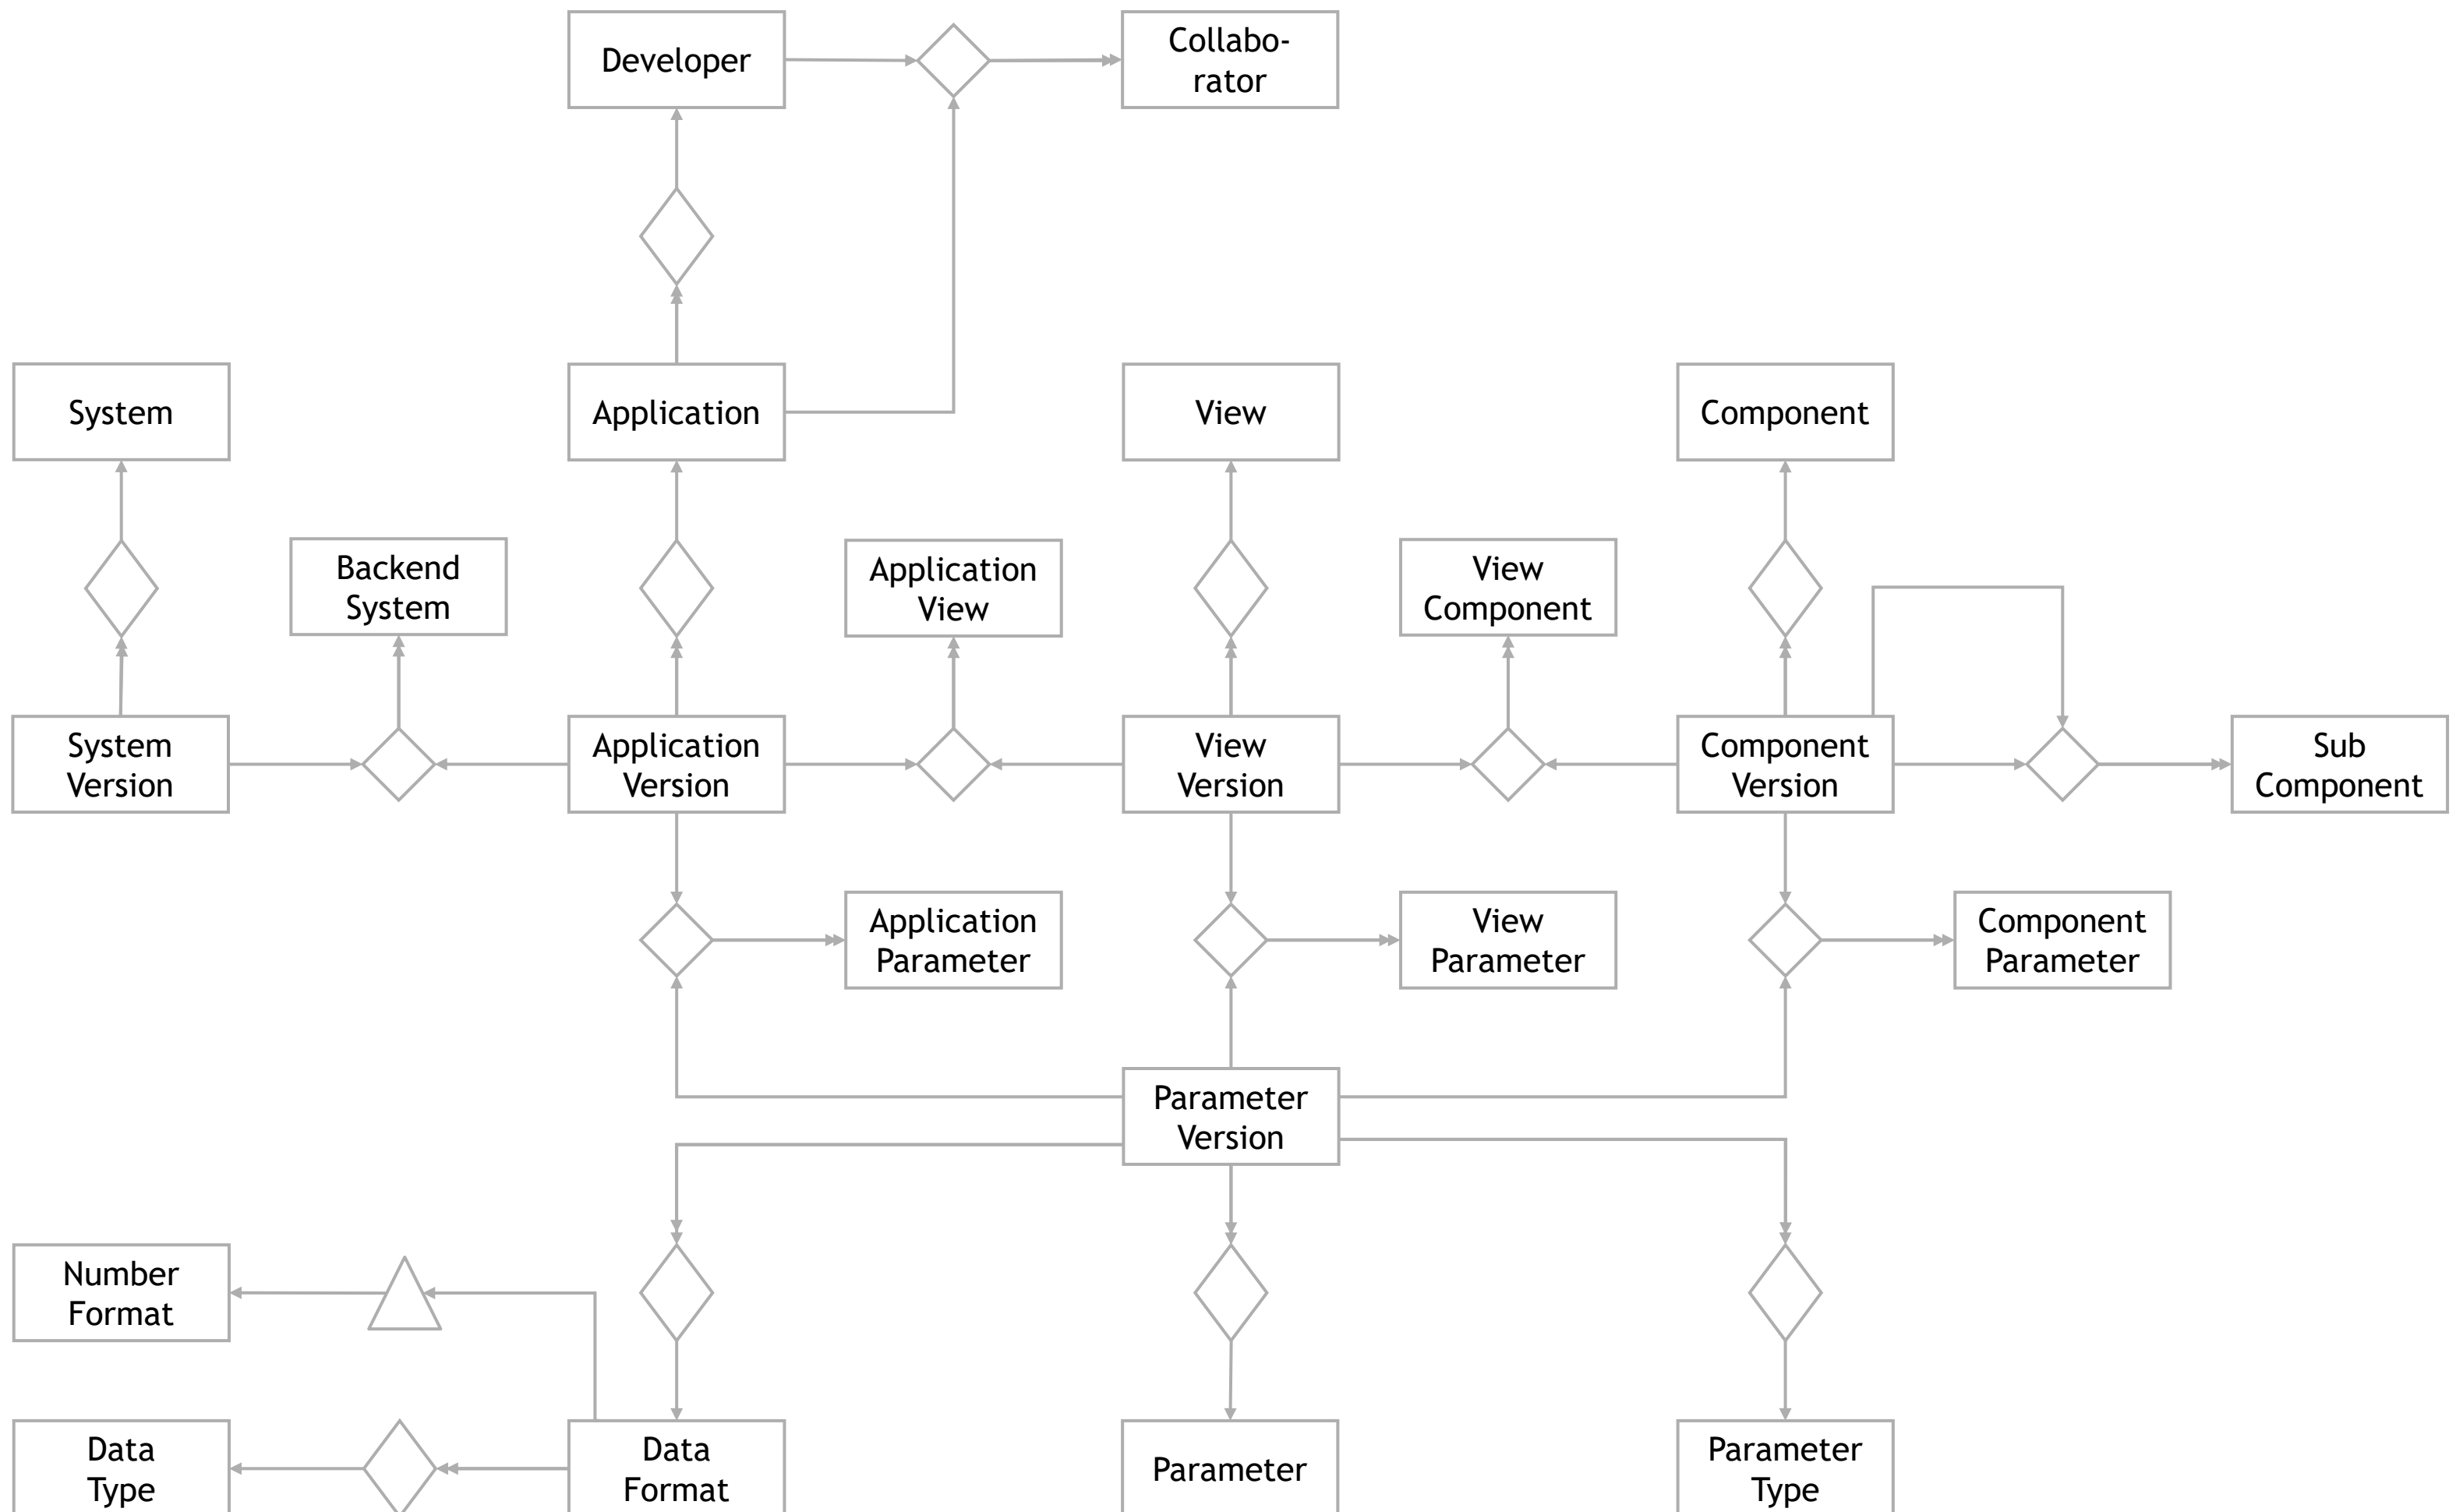 Developer
Collabo-
rator
System
Application
View
Component
Backend
System
Application
View
View
Component
System
Version
Application
Version
View
Version
Component
Version
Sub
Component
Application
Parameter
View
Parameter
Component
Parameter
Parameter
Version
Number
Format
Data
Type
Data
Format
Parameter
Parameter
Type